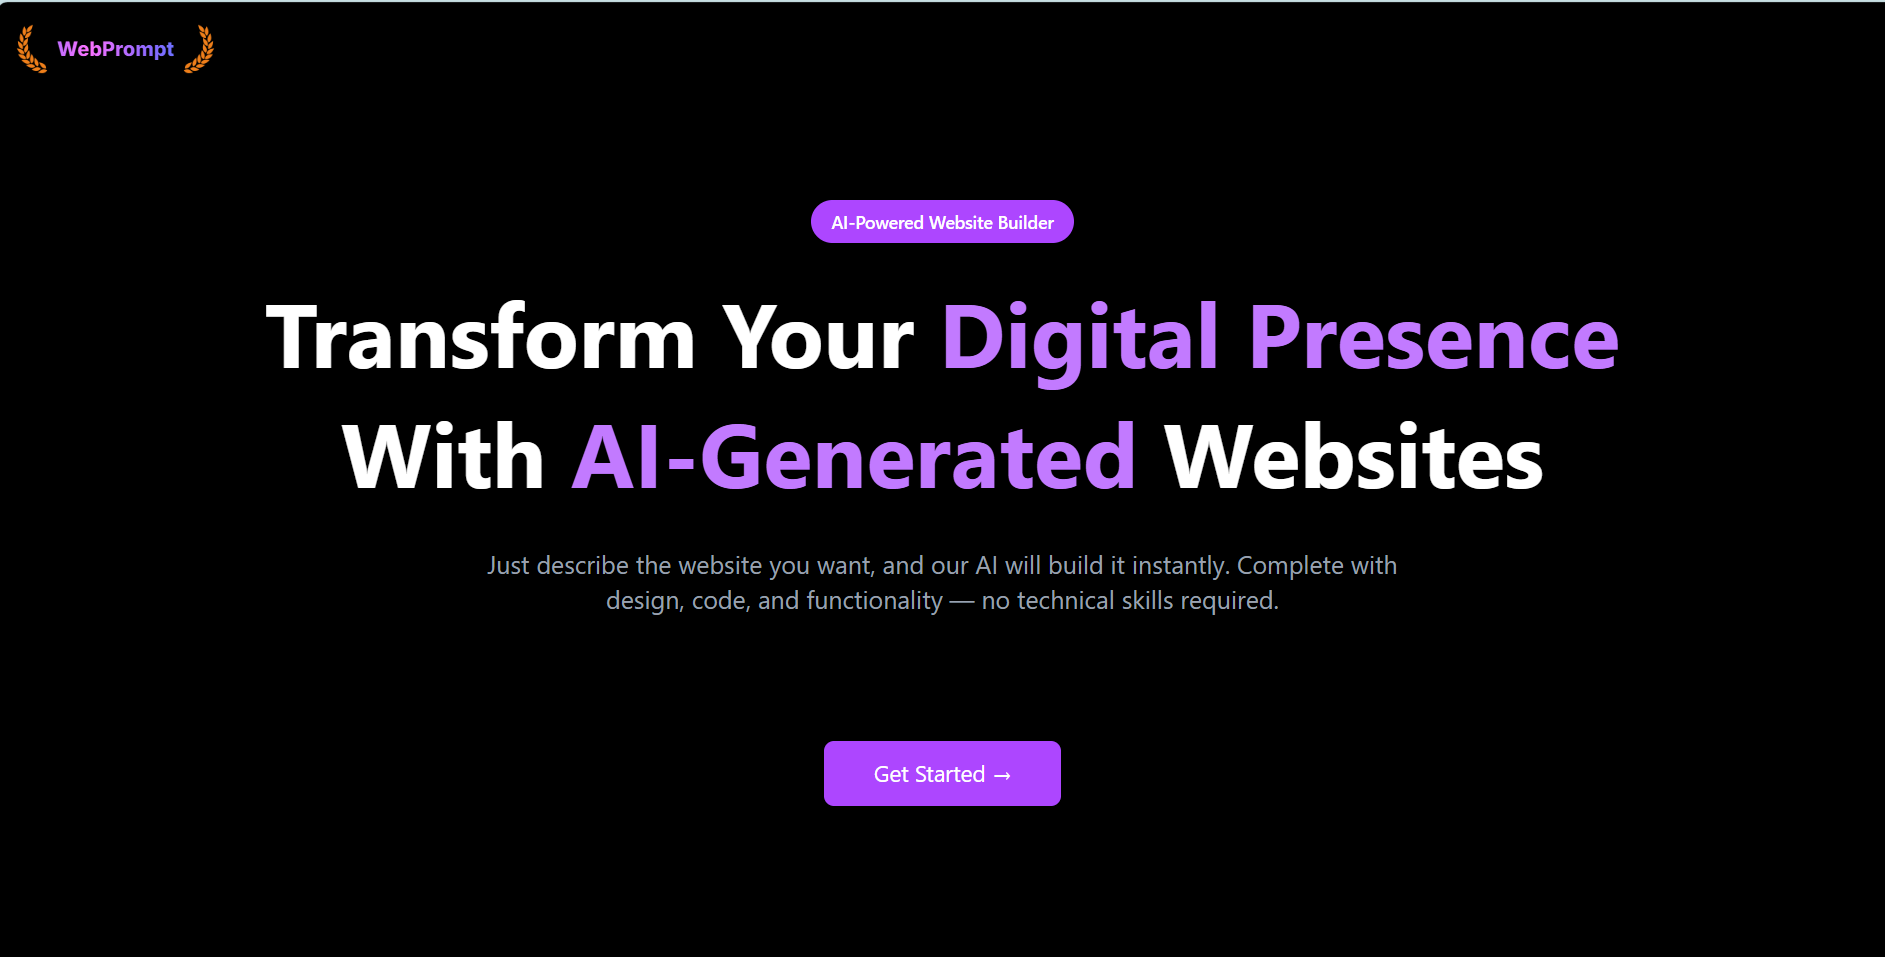 WebPrompt
AI-Powered Website Builder
Transform Your Digital Presence
With AI-Generated Websites
Just describe the website you want, and our AI will build it instantly. Complete with
design, code, and functionality — no technical skills required.
Get Started →